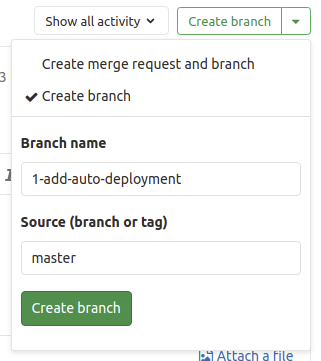 Show all activity
Create branch
Create merge request and branch
3
Create branch
Branch name
1-add-auto-deployment
Source (branch or tag)
master
Create branch
Attach a file